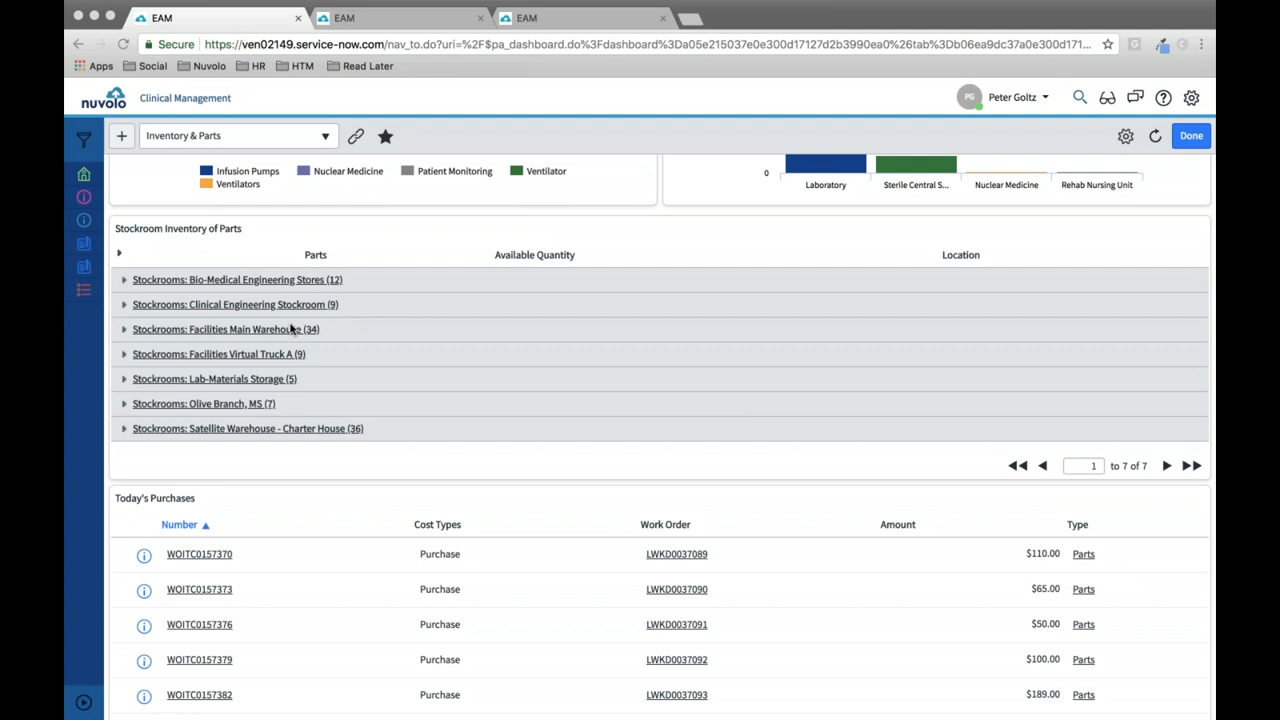 EAM
EAM
EAM
Secure https://ven02149.service-now.com/nav_to.do?uri=%2F$pa_dashboard.do%3Fdashboard%3Da05e215037e0e300d17127d2b3990ea0%26tab%3Db06ea9dc37a0e300d171...
Apps Social Nuvolo HR HTM Read Later
nuvolo Clinical Management PG Peter Goltz
Inventory & Parts Done
Infusion Pumps Nuclear Medicine Patient Monitoring Ventilator
Ventilators
0
Laboratory Sterile Central S... Nuclear Medicine Rehab Nursing Unit
Stockroom Inventory of Parts
Parts Available Quantity Location
Stockrooms: Bio-Medical Engineering Stores (12)
Stockrooms: Clinical Engineering Stockroom (9)
Stockrooms: Facilities Main Warehouse (34)
Stockrooms: Facilities Virtual Truck A (9)
Stockrooms: Lab-Materials Storage (5)
Stockrooms: Olive Branch, MS (7)
Stockrooms: Satellite Warehouse - Charter House (36)
1 to 7 of 7
Today's Purchases
Number Cost Types Work Order Amount Type
WOITC0157370 Purchase LWKD0037089 $110.00 Parts
WOITC0157373 Purchase LWKD0037090 $65.00 Parts
WOITC0157376 Purchase LWKD0037091 $50.00 Parts
WOITC0157379 Purchase LWKD0037092 $100.00 Parts
WOITC0157382 Purchase LWKD0037093 $189.00 Parts